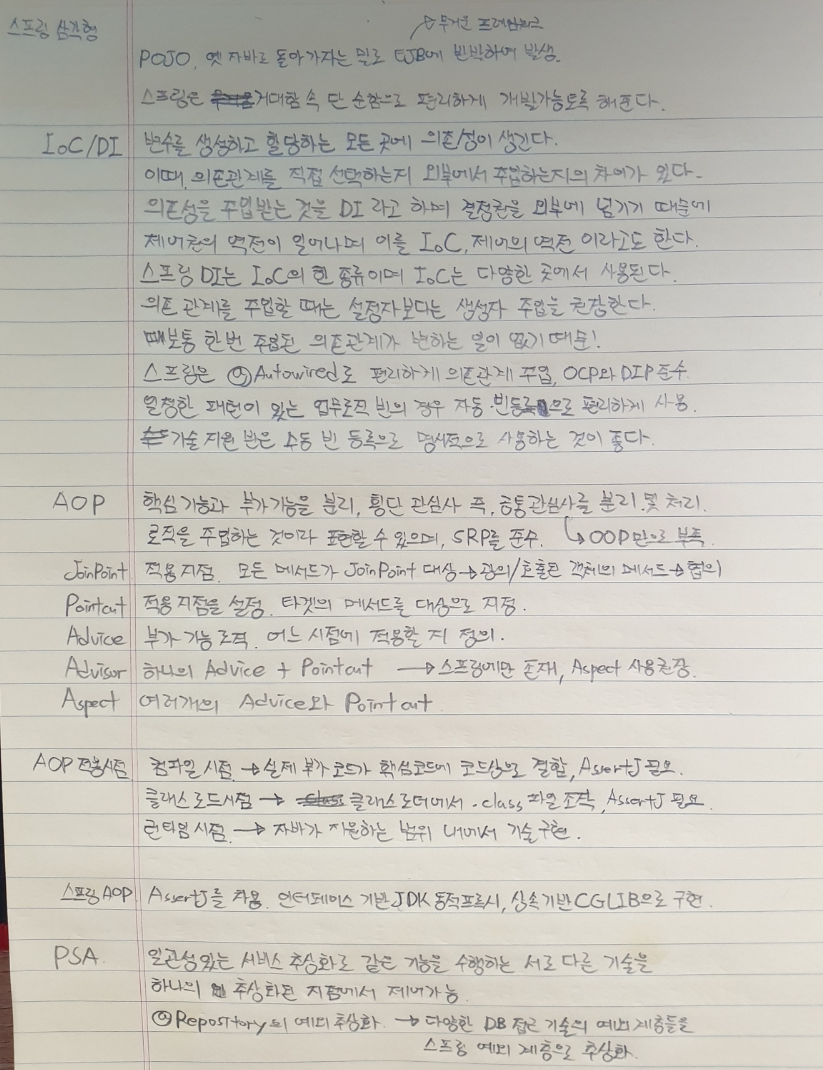 스프링 삼각형
↗무거운 프레임워크
POJO, 옛 자바로 돌아가자는 뜻로 EJB에 반박하여 발생.
스프링은 거대함 속 단순함으로 편리하게 개발가능토록 해준다.
IoC/DI 변수를 생성하고 할당하는 모든 곳에 의존성이 생긴다.
이때, 의존관계를 직접 선택하는지 외부에서 주입하는지의 차이가 있다.
의존성을 주입받는 것을 DI 라고 하며 결정권을 외부에 넘기기 때문에
제어권의 역전이 일어나며 이를 IoC, 제어의 역전 이라고도 한다.
스프링 DI는 IoC의 한 종류이며 IoC는 다양한 곳에서 사용된다.
의존 관계를 주입할 때는 설정자보다는 생성자 주입을 권장한다.
보통 한번 주입된 의존관계가 변하는 일이 없기 때문!
스프링은 @Autowired로 편리하게 의존관계 주입, OCP와 DIP 준수.
일정한 패턴이 있는 업무로직 빈의 경우 자동 빈등록으로 편리하게 사용.
기술 지원 빈은 수동 빈 등록으로 명시적으로 사용하는 것이 좋다.
AOP 핵심 기능과 부가기능을 분리, 횡단 관심사 즉, 공통관심사를 분리 및 처리.
로직을 주입하는 것이라 표현할 수 있으며, SRP를 준수. ↳OOP만으로 부족.
JoinPoint 적용지점. 모든 메서드가 JoinPoint 대상→광의/호출된 객체의 메서드→협의
Pointcut 적용지점을 설정. 타겟의 메서드를 대상으로 지정.
Advice 부가 기능 로직. 어느 시점에 적용할 지 정의.
Advisor 하나의 Advice + Pointcut → 스프링에만 존재, Aspect 사용권장.
Aspect 여러개의 Advice와 Pointcut
AOP 적용시점 컴파일 시점 → 실제 부가 코드가 핵심코드에 코드상으로 결합, AssertJ 필요.
클래스로드시점 → 클래스로더에서 .class 파일 조작, AssertJ 필요
런타임 시점 → 자바가 지원하는 범위 내에서 기술구현.
스프링 AOP AssertJ를 차용. 인터페이스 기반 JDK 동적프록시, 상속기반 CGLIB으로 구현.
PSA 일관성있는 서비스 추상화로 같은 기능을 수행하는 서로 다른 기술을
하나의 추상화된 지점에서 제어가능.
@Repository의 예외 추상화 → 다양한 DB 접근 기술의 예외 계층들을
스프링 예외 계층으로 추상화.